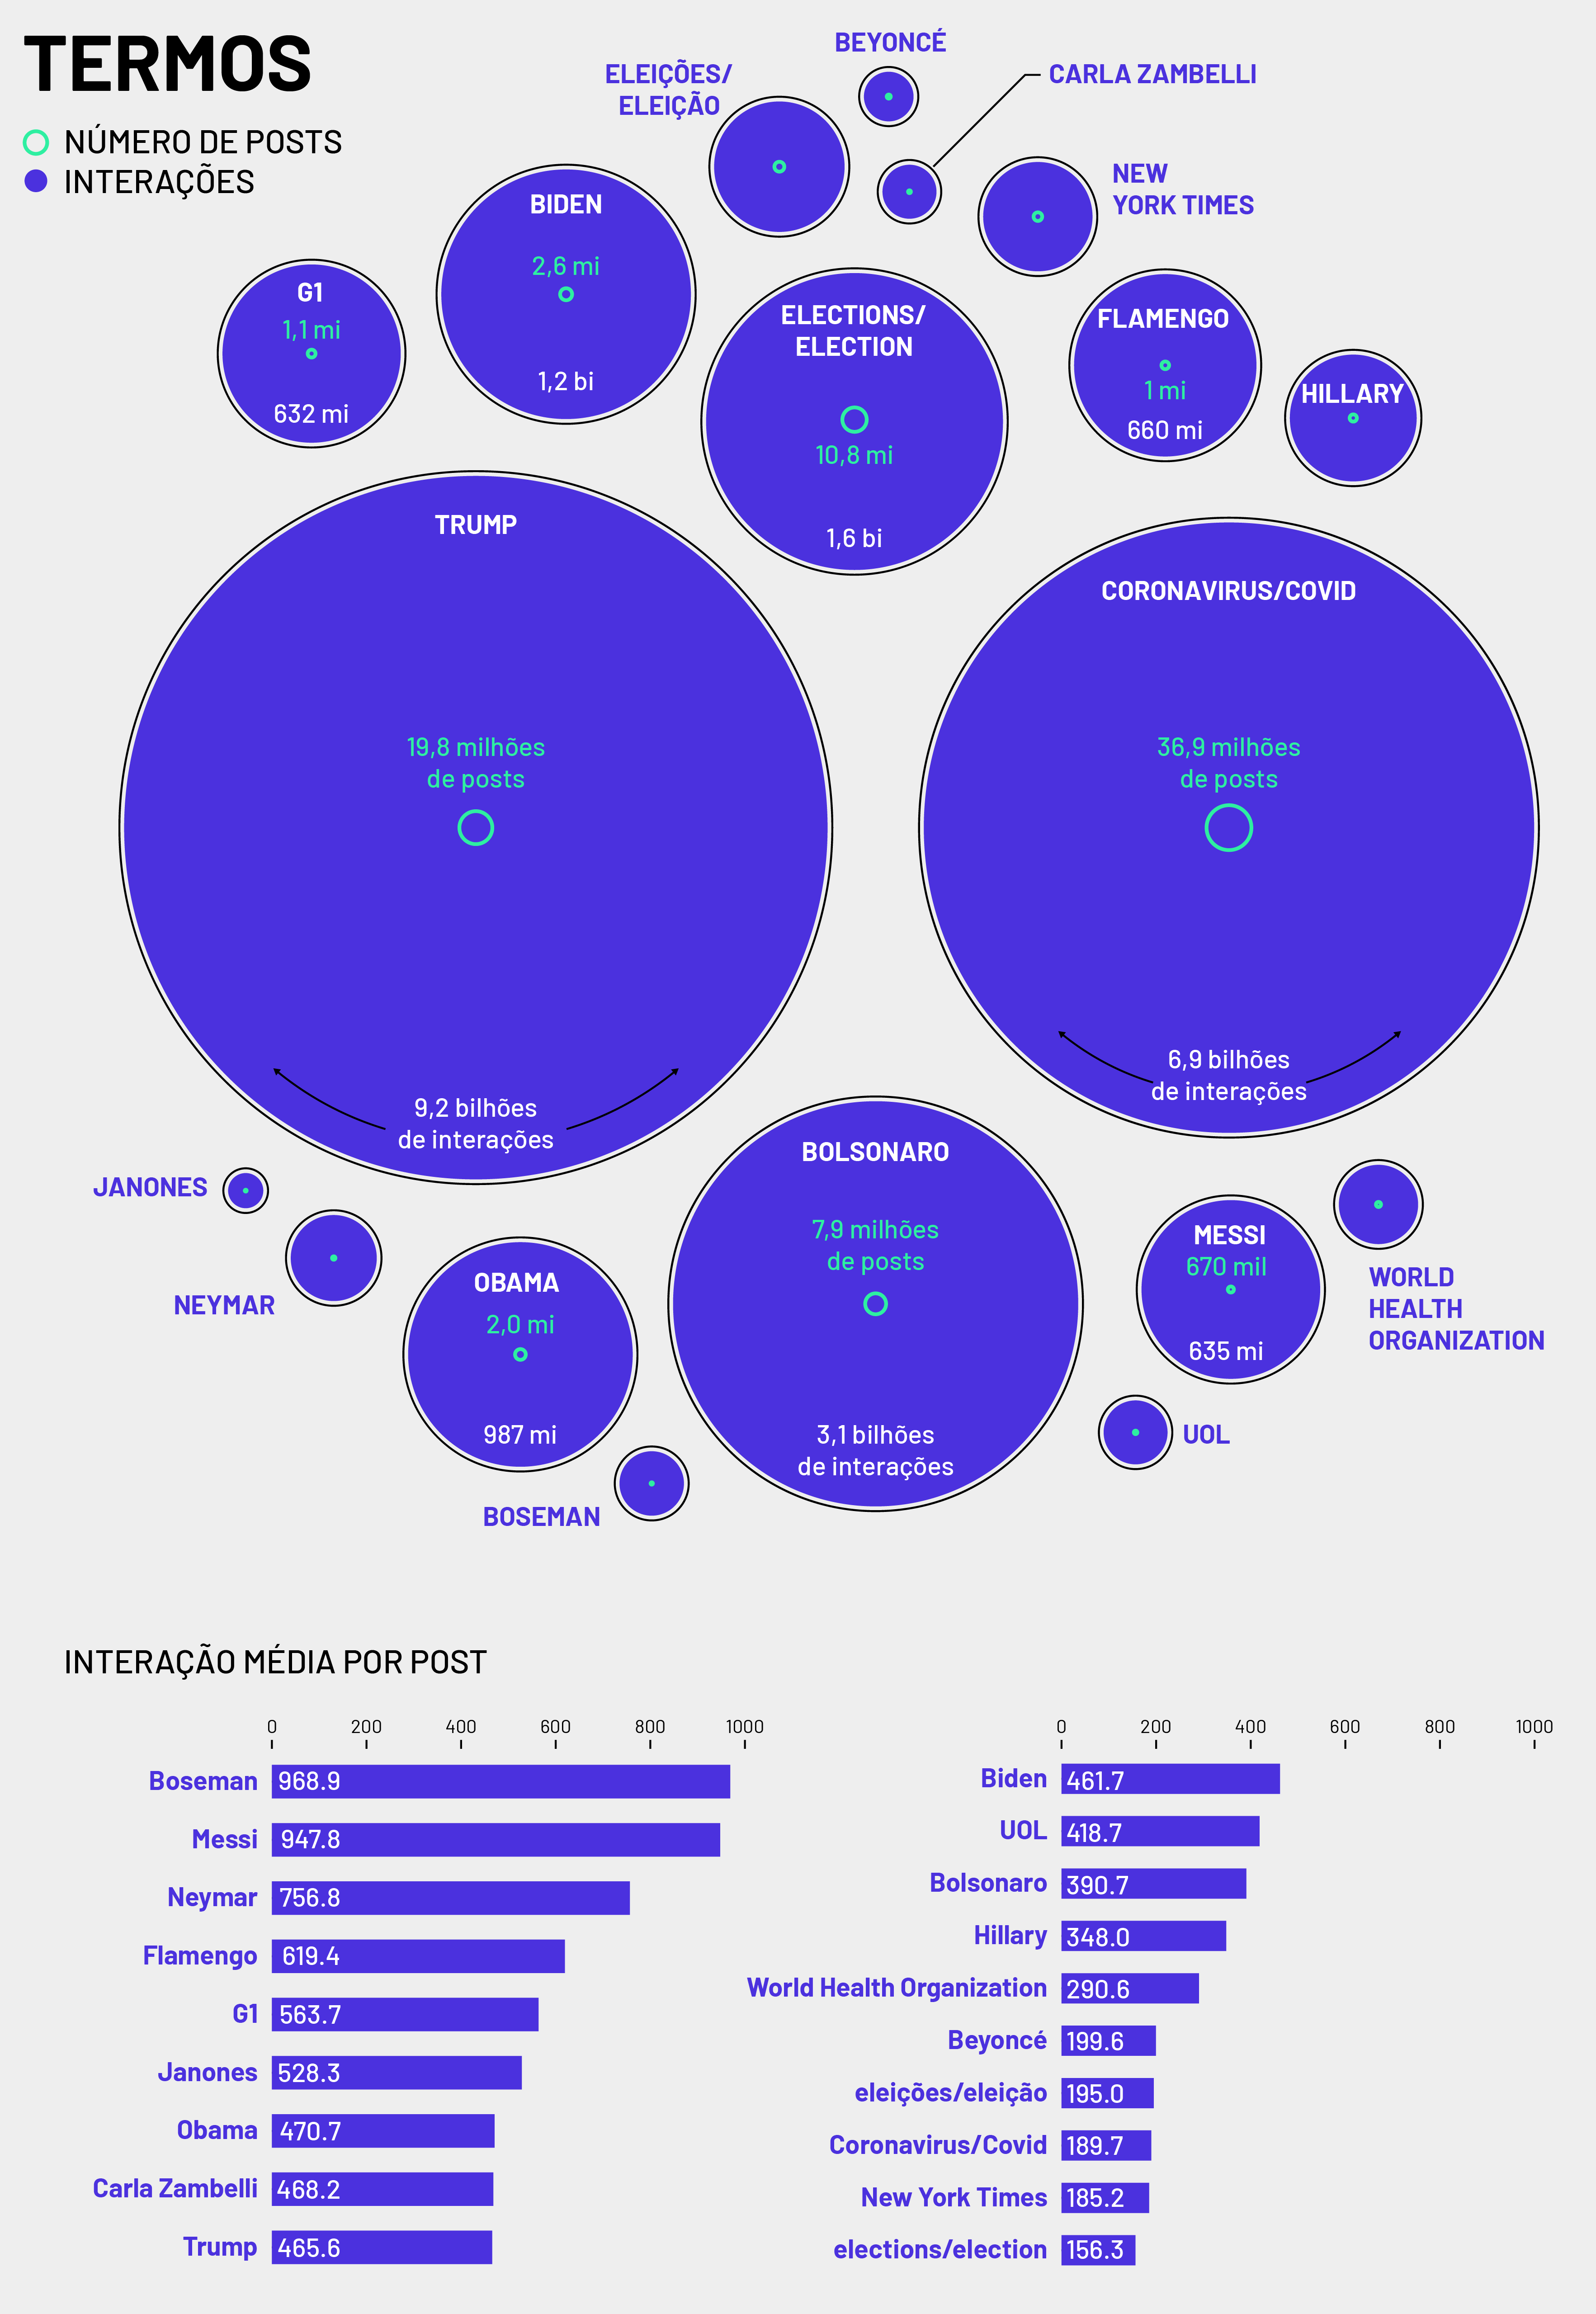 TERMOS
NÚMERO DE POSTS
INTERAÇÕES
BEYONCÉ
ELEIÇÕES/
ELEIÇÃO
CARLA ZAMBELLI
NEW
YORK TIMES
BIDEN
2,6 mi
1,2 bi
G1
1,1 mi
632 mi
ELECTIONS/
ELECTION
10,8 mi
1,6 bi
FLAMENGO
1 mi
660 mi
HILLARY
TRUMP
19,8 milhões
de posts
9,2 bilhões
de interações
CORONAVIRUS/COVID
36,9 milhões
de posts
6,9 bilhões
de interações
JANONES
NEYMAR
OBAMA
2,0 mi
987 mi
BOSEMAN
BOLSONARO
7,9 milhões
de posts
3,1 bilhões
de interações
MESSI
670 mil
635 mi
WORLD
HEALTH
ORGANIZATION
UOL
INTERAÇÃO MÉDIA POR POST
0 200 400 600 800 1000
Boseman 968.9
Messi 947.8
Neymar 756.8
Flamengo 619.4
G1 563.7
Janones 528.3
Obama 470.7
Carla Zambelli 468.2
Trump 465.6
0 200 400 600 800 1000
Biden 461.7
UOL 418.7
Bolsonaro 390.7
Hillary 348.0
World Health Organization 290.6
Beyoncé 199.6
eleições/eleição 195.0
Coronavirus/Covid 189.7
New York Times 185.2
elections/election 156.3